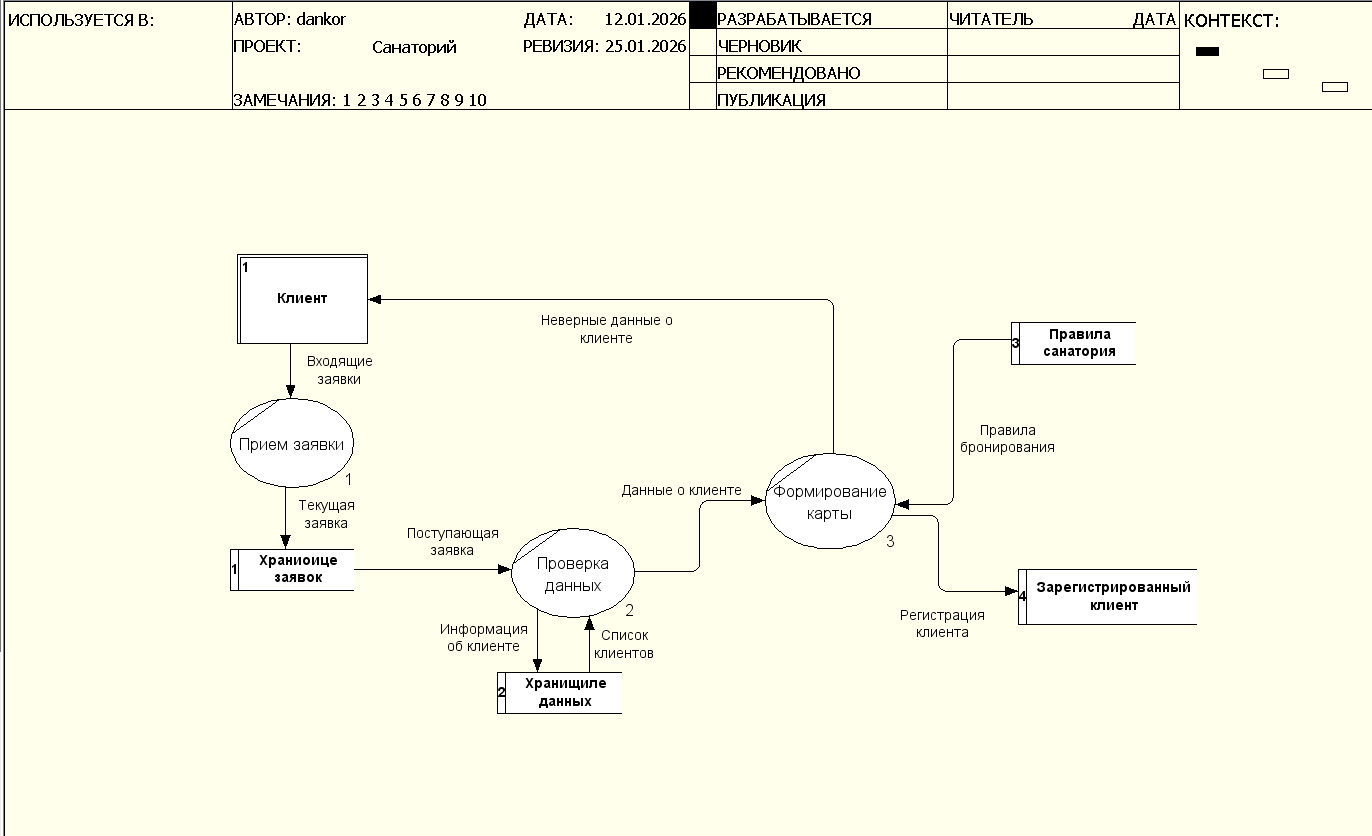 ИСПОЛЬЗУЕТСЯ В:
АВТОР: dankor
ДАТА: 12.01.2026
ПРОЕКТ: Санаторий
РЕВИЗИЯ: 25.01.2026
ЗАМЕЧАНИЯ: 1 2 3 4 5 6 7 8 9 10
РАЗРАБАТЫВАЕТСЯ
ЧЕРНОВИК
РЕКОМЕНДОВАНО
ПУБЛИКАЦИЯ
ЧИТАТЕЛЬ
ДАТА
КОНТЕКСТ:
1
Клиент
Неверные данные о
клиенте
3
Правила
санатория
Входящие
заявки
Прием заявки
1
Правила
бронирования
Текущая
заявка
Данные о клиенте
Формирование
карты
3
1
Храниоице
заявок
Поступающая
заявка
Проверка
данных
2
4
Зарегистрированный
клиент
Регистрация
клиента
Информация
об клиенте
Список
клиентов
2
Хранищиле
данных